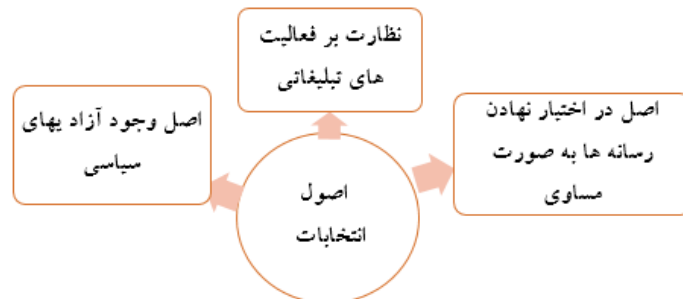 نظارت بر فعالیت
های تبلیغاتی
اصل در اختیار نهادن
رسانه ها به صورت
مساوی
اصل وجود آزاد یهای
سیاسی
اصول
انتخابات